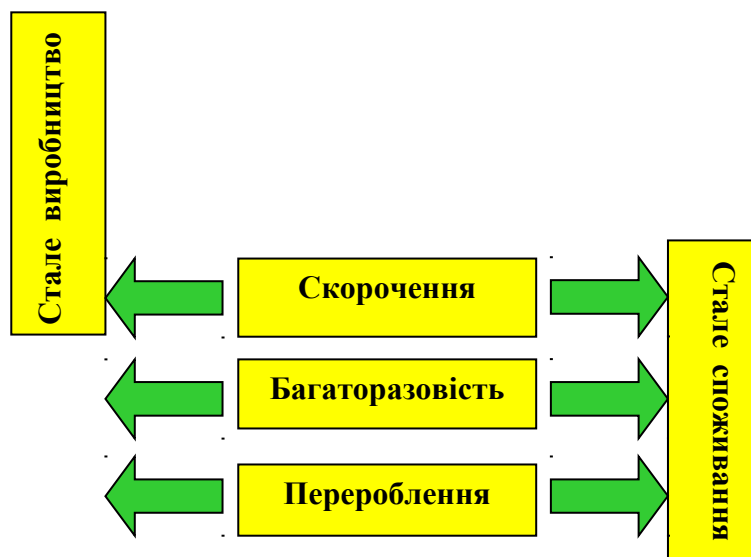 Стале виробництво
Скорочення
Багаторазовість
Перероблення
Стале споживання